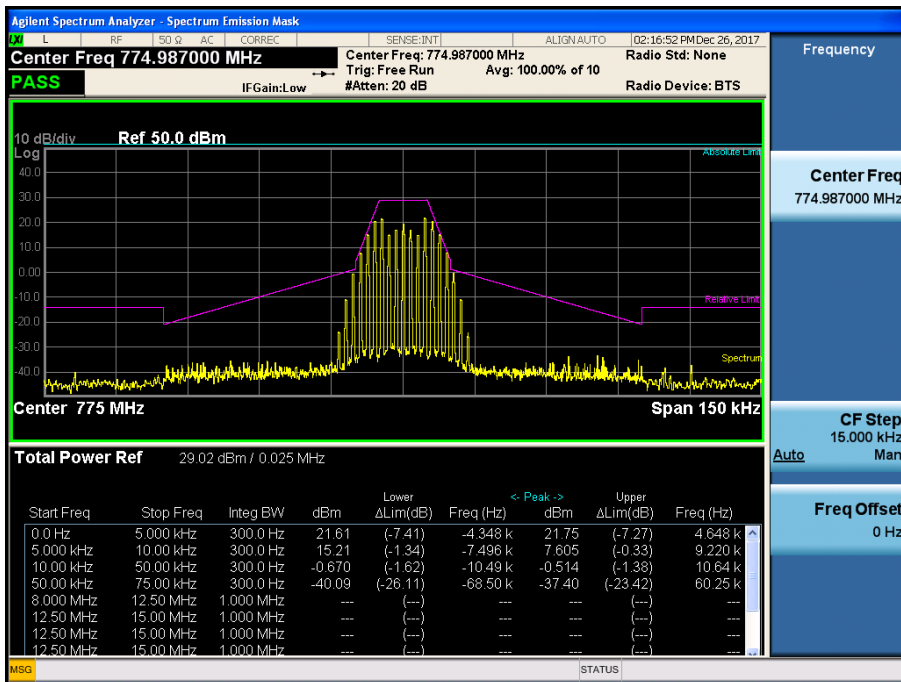 Agilent Spectrum Analyzer - Spectrum Emission Mask
LXI L RF 50 Ω AC CORREC SENSE:INT ALIGN AUTO 02:16:52 PM Dec 26, 2017
Center Freq 774.987000 MHz
Center Freq: 774.987000 MHz Radio Std: None
Trig: Free Run Avg: 100.00% of 10
PASS IFGain:Low #Atten: 20 dB Radio Device: BTS
10 dB/div Ref 50.0 dBm
Log
Absolute Limit
40.0
30.0
20.0
10.0
0.00
-10.0
Relative Limit
-20.0
-30.0
Spectrum
-40.0
Center 775 MHz Span 150 kHz
Total Power Ref 29.02 dBm / 0.025 MHz
Lower <- Peak -> Upper
Start Freq Stop Freq Integ BW dBm ΔLim(dB) Freq (Hz) dBm ΔLim(dB) Freq (Hz)
0.0 Hz 5.000 kHz 300.0 Hz 21.61 (-7.41) -4.348 k 21.75 (-7.27) 4.648 k
5.000 kHz 10.00 kHz 300.0 Hz 15.21 (-1.34) -7.496 k 7.605 (-0.33) 9.220 k
10.00 kHz 50.00 kHz 300.0 Hz -0.670 (-1.62) -10.49 k -0.514 (-1.38) 10.64 k
50.00 kHz 75.00 kHz 300.0 Hz -40.09 (-26.11) -68.50 k -37.40 (-23.42) 60.25 k
8.000 MHz 12.50 MHz 1.000 MHz --- (---) --- --- (---) ---
12.50 MHz 15.00 MHz 1.000 MHz --- (---) --- --- (---) ---
12.50 MHz 15.00 MHz 1.000 MHz --- (---) --- --- (---) ---
12.50 MHz 15.00 MHz 1.000 MHz --- (---) --- --- (---) ---
MSG STATUS
Frequency
Center Freq
774.987000 MHz
CF Step
15.000 kHz
Auto Man
Freq Offset
0 Hz